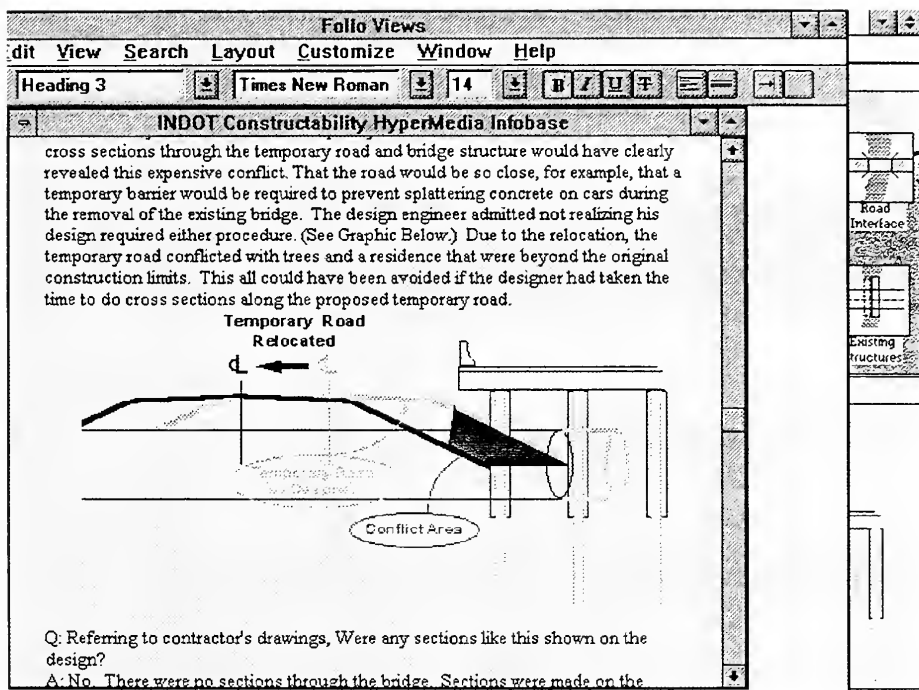 Folio Views
dit View Search Layout Customize Window Help
Heading 3 Times New Roman 14 B I U T
INDOT Constructability HyperMedia Infobase
cross sections through the temporary road and bridge structure would have clearly
revealed this expensive conflict. That the road would be so close, for example, that a
temporary barrier would be required to prevent splattering concrete on cars during
the removal of the existing bridge. The design engineer admitted not realizing his
design required either procedure. (See Graphic Below.) Due to the relocation, the
temporary road conflicted with trees and a residence that were beyond the original
construction limits. This all could have been avoided if the designer had taken the
time to do cross sections along the proposed temporary road.
Temporary Road
Relocated
Temporary Road
Conflict Area
Q: Referring to contractor's drawings, Were any sections like this shown on the
design?
A: No. There were no sections through the bridge. Sections were made on the
Road
Interface
Existing
tructures